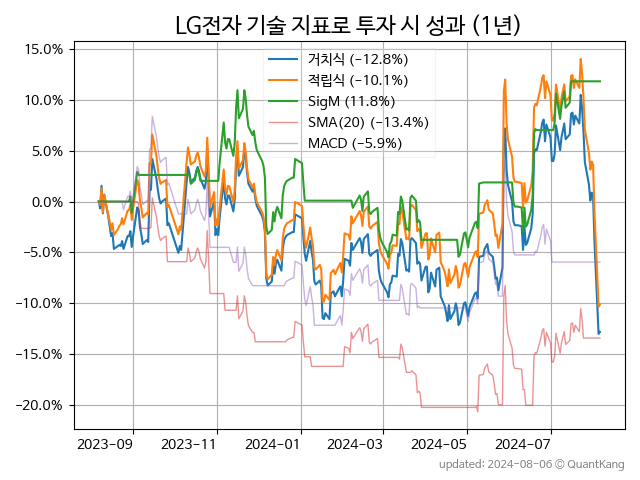 LG전자 기술 지표로 투자 시 성과 (1년)
15.0%
10.0%
5.0%
0.0%
−5.0%
−10.0%
−15.0%
−20.0%
거치식 (−12.8%)
적립식 (−10.1%)
SigM (11.8%)
SMA(20) (−13.4%)
MACD (−5.9%)
2023-09 2023-11 2024-01 2024-03 2024-05 2024-07
updated: 2024-08-06 © QuantKang